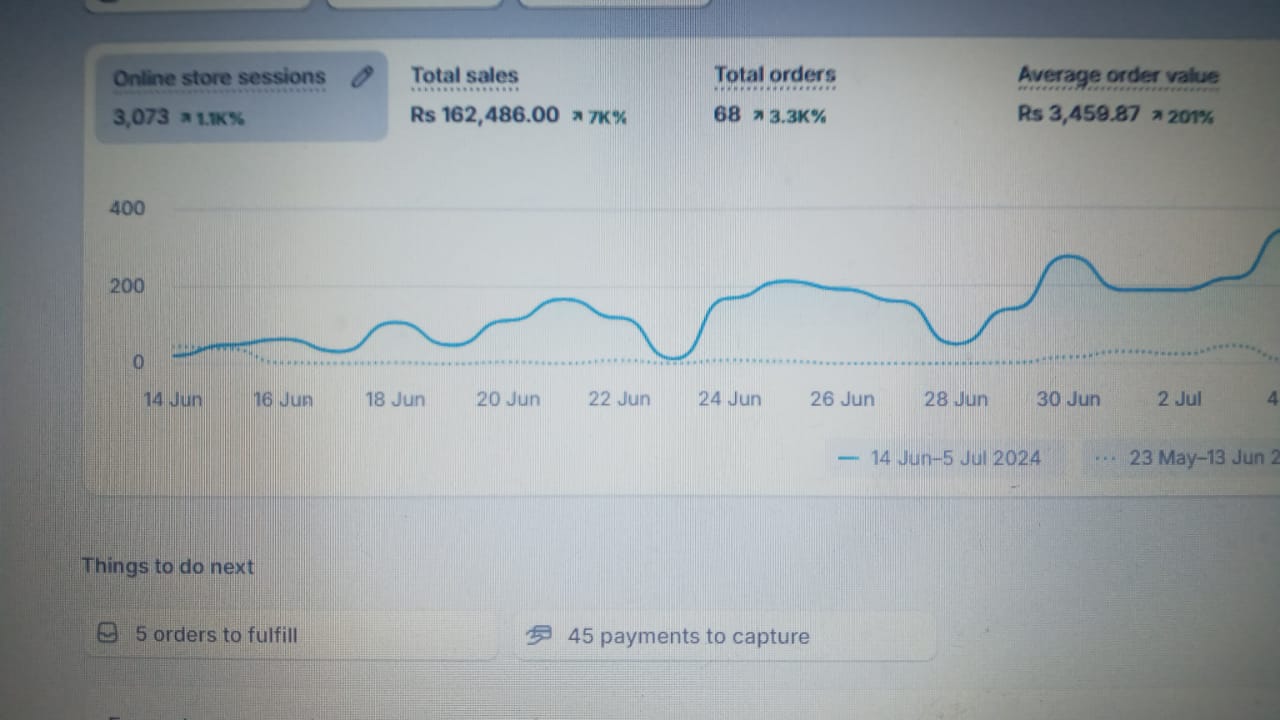 Online store sessions
3,073 ↗ 1.1K%
Total sales
Rs 162,486.00 ↗ 7K%
Total orders
68 ↗ 3.3K%
Average order value
Rs 3,459.87 ↗ 201%
400
200
0
14 Jun 16 Jun 18 Jun 20 Jun 22 Jun 24 Jun 26 Jun 28 Jun 30 Jun 2 Jul 4
14 Jun–5 Jul 2024 23 May–13 Jun 2
Things to do next
5 orders to fulfill
45 payments to capture